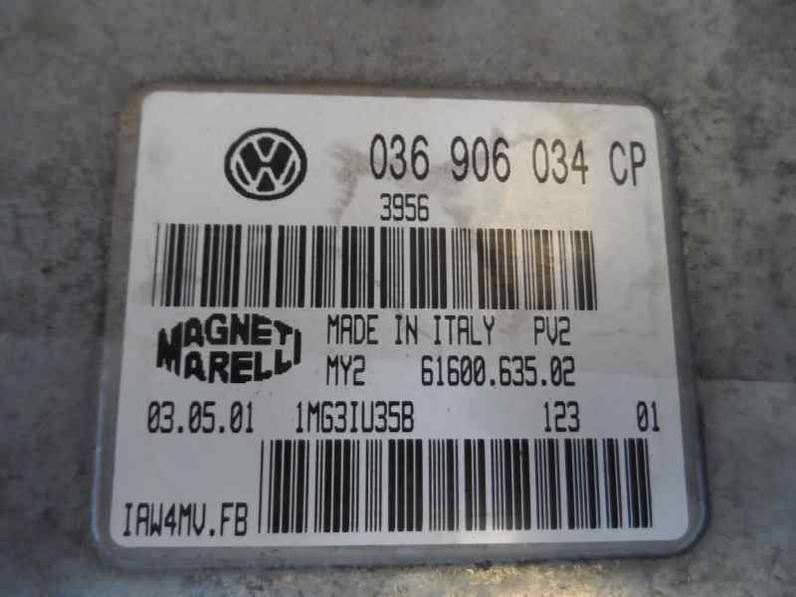 036 906 034 CP
3956
MAGNETI MADE IN ITALY PV2
MARELLI MY2 61600.635.02
03.05.01 1MG3IU35B 123 01
IAW4MV.FB